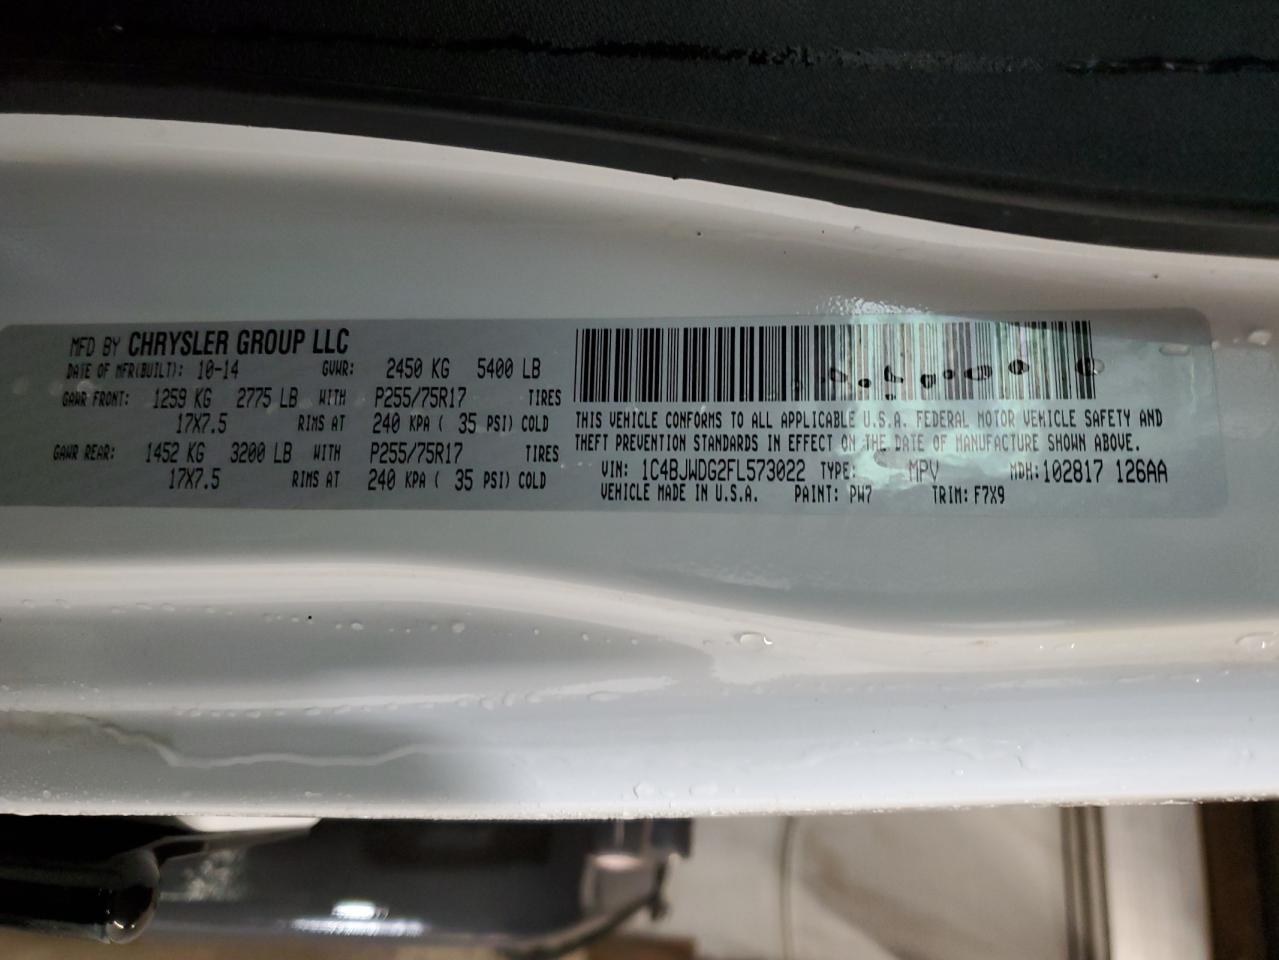 MFD BY CHRYSLER GROUP LLC
DATE OF MFR(BUILT): 10-14 GVWR: 2450 KG 5400 LB
GAWR FRONT: 1259 KG 2775 LB WITH P255/75R17 TIRES
17X7.5 RIMS AT 240 KPA ( 35 PSI) COLD
GAWR REAR: 1452 KG 3200 LB WITH P255/75R17 TIRES
17X7.5 RIMS AT 240 KPA ( 35 PSI) COLD
THIS VEHICLE CONFORMS TO ALL APPLICABLE U.S.A. FEDERAL MOTOR VEHICLE SAFETY AND
THEFT PREVENTION STANDARDS IN EFFECT ON THE DATE OF MANUFACTURE SHOWN ABOVE.
VIN: 1C4BJWDG2FL573022 TYPE: MPV MDH: 102817 126AA
VEHICLE MADE IN U.S.A. PAINT: PW7 TRIM: F7X9